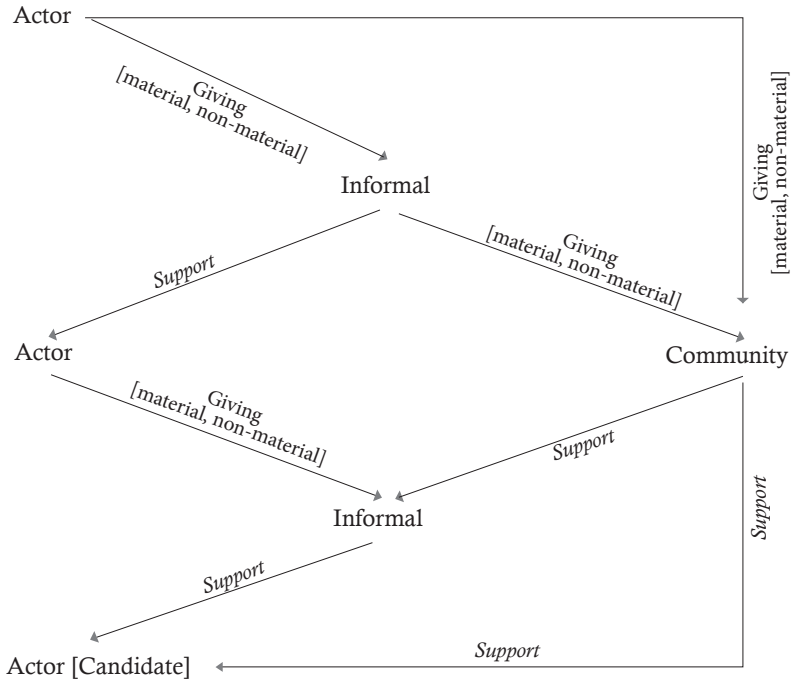 Actor
Giving
[material, non-material]
Giving
[material, non-material]
Informal
Giving
[material, non-material]
Support
Actor
Community
Giving
[material, non-material]
Support
Informal
Support
Support
Support
Actor [Candidate]